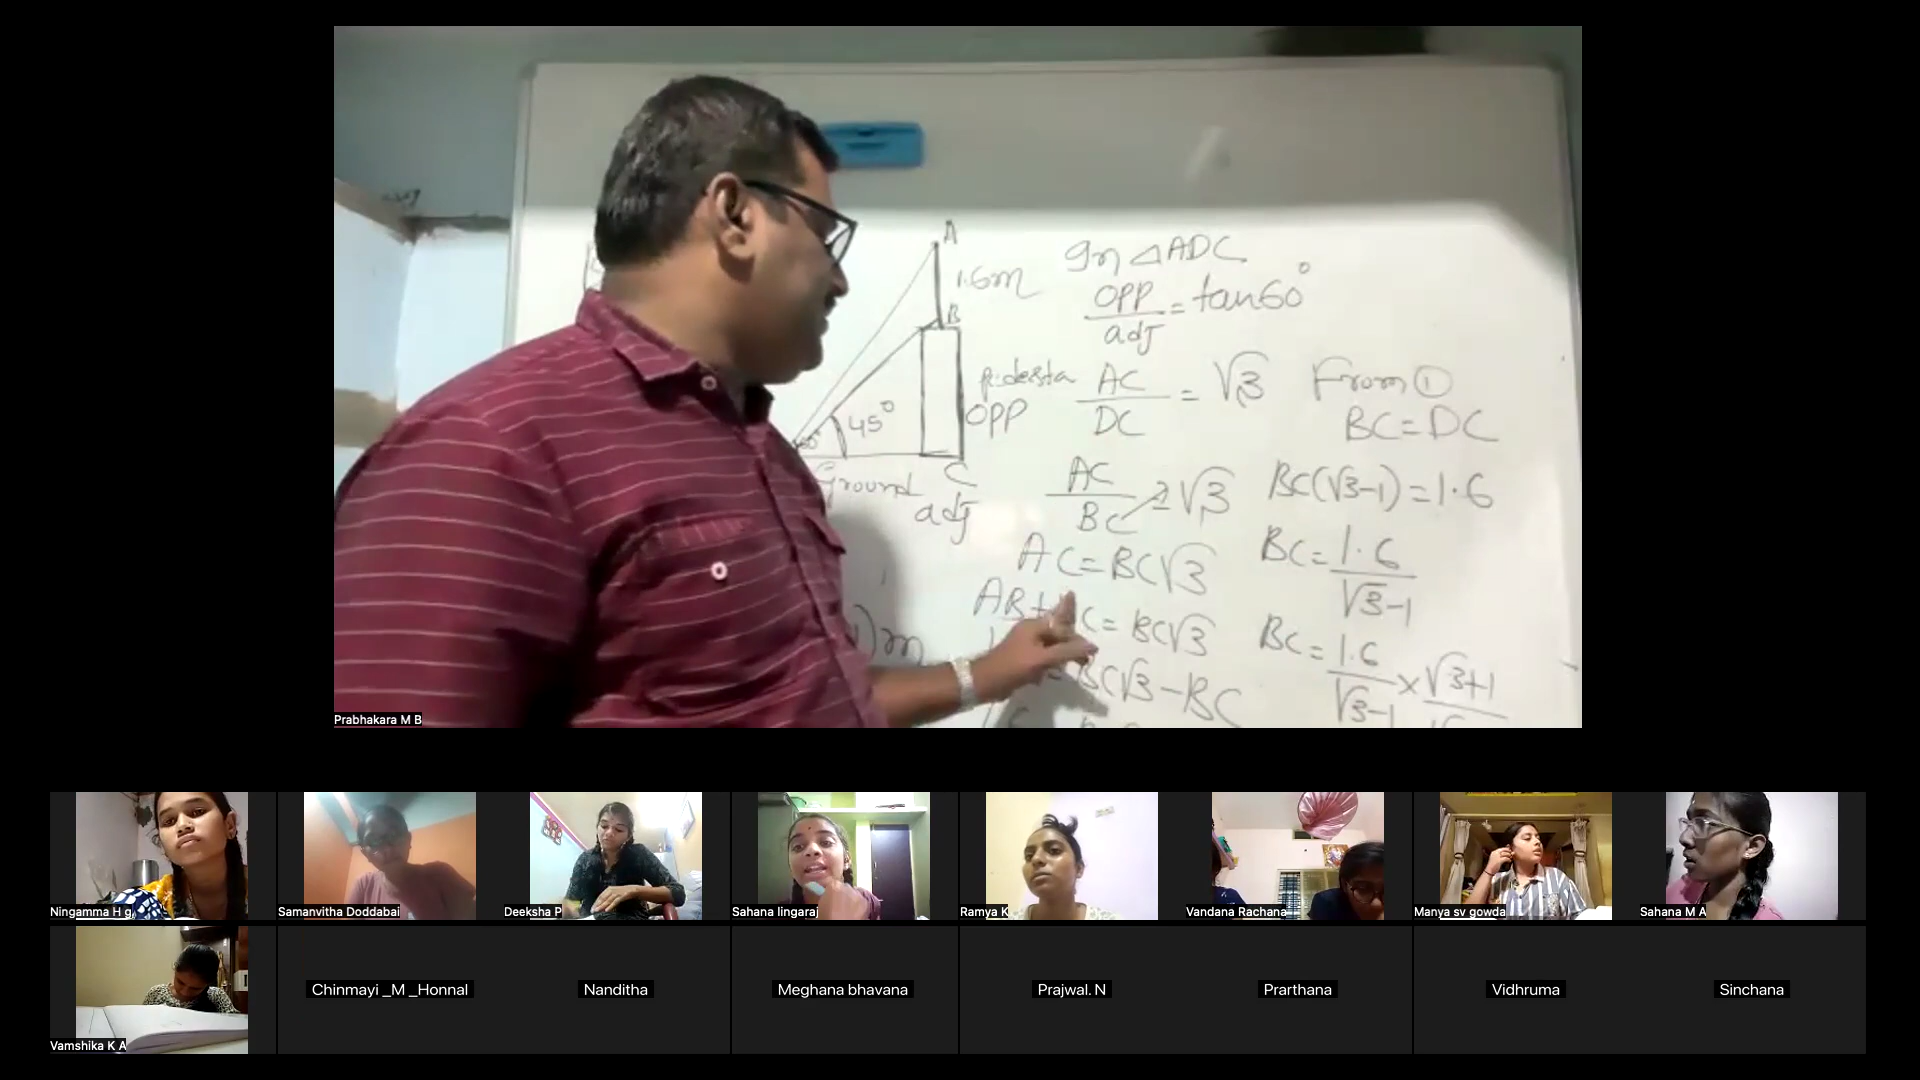 A
1.6m
B
45°
pedesta
OPP
Ground
C
adj
In △ADC
OPP
adj
= tan60°
AC
DC
= √3
AC
BC
= √3
AC = BC√3
AB + BC = BC√3
= BC√3 - BC
From ①
BC = DC
BC(√3-1) = 1.6
BC = 1.6
√3-1
BC = 1.6 × √3+1
√3-1
)m
Prabhakara M B
Ningamma H g
Samanvitha Doddabai
Deeksha P
Sahana lingaraj
Ramya K
Vandana Rachana
Manya sv gowda
Sahana M A
Vamshika K A
Chinmayi _M _Honnal
Nanditha
Meghana bhavana
Prajwal. N
Prarthana
Vidhruma
Sinchana